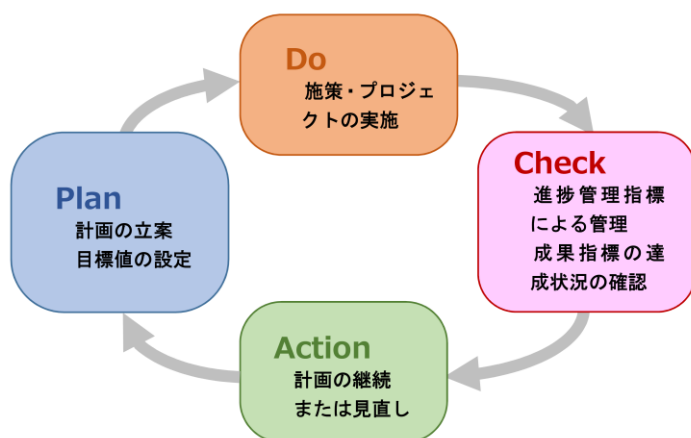 Do
施策・プロジェ
クトの実施
Check
進捗管理指標
による管理
成果指標の達
成状況の確認
Plan
計画の立案
目標値の設定
Action
計画の継続
または見直し